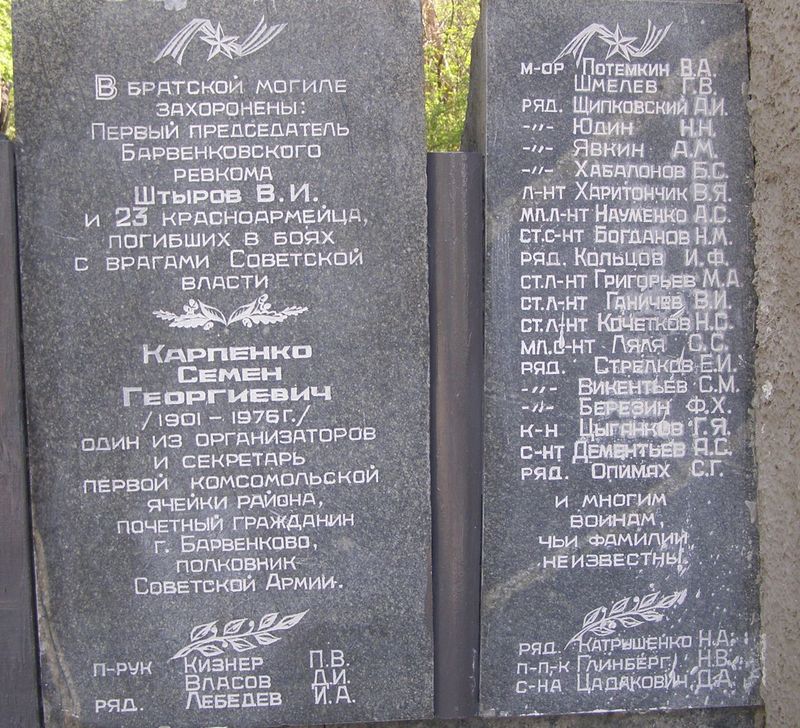 В братской могиле
захоронены:
Первый председатель
Барвенковского
ревкома
Штыров В.И.
и 23 красноармейца,
погибших в боях
с врагами Советской
власти
Карпенко
Семен
Георгиевич
/1901 – 1976 г./
один из организаторов
и секретарь
первой комсомольской
ячейки района,
почетный гражданин
г. Барвенково,
полковник
Советской Армии.
п-рук Кизнер П.В.
Власов Д.И.
ряд. Лебедев И.А.
м-ор Потемкин В.А.
Шмелев Г.В.
ряд. Щипковский А.И.
-//- Юдин Н.Н.
-//- Явкин А.М.
-//- Хабалонов Б.С.
л-нт Харитончик В.Я.
мл.л-нт Науменко А.С.
ст.с-нт Богданов Н.М.
ряд. Кольцов И.Ф.
ст.л-нт Григорьев М.А
ст.л-нт Ганичев В.И.
ст.л-нт Кочетков Н.С.
мл.с-нт Ляля С.С.
ряд. Стрелков Е.И.
-//- Викентьев С.М.
-//- Березин Ф.Х.
к-н Цыганков Г.Я.
с-нт Дементьев А.С.
ряд. Опимах С.Г.
и многим
воинам,
чьи фамилии
неизвестны.
ряд. Катрушенко Н.А.
п-п-к Глинберг Н.В.
с-на Цадакович Д.А.